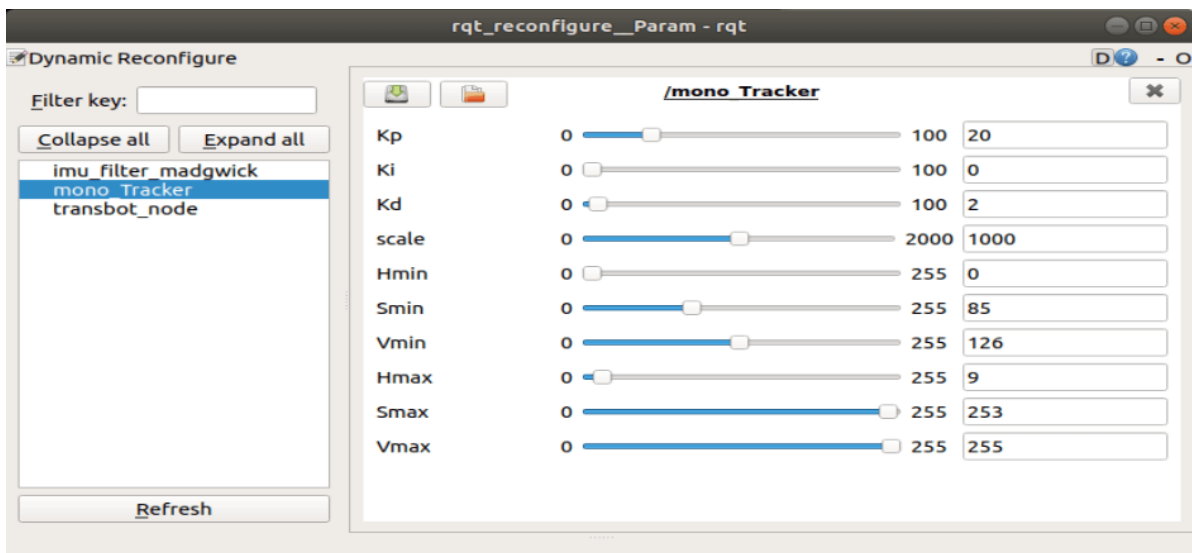 rqt_reconfigure__Param - rqt
Dynamic Reconfigure
D ? - O
Filter key:
Collapse all Expand all
imu_filter_madgwick
mono_Tracker
transbot_node
Refresh
/mono_Tracker
Kp 0 100 20
Ki 0 100 0
Kd 0 100 2
scale 0 2000 1000
Hmin 0 255 0
Smin 0 255 85
Vmin 0 255 126
Hmax 0 255 9
Smax 0 255 253
Vmax 0 255 255